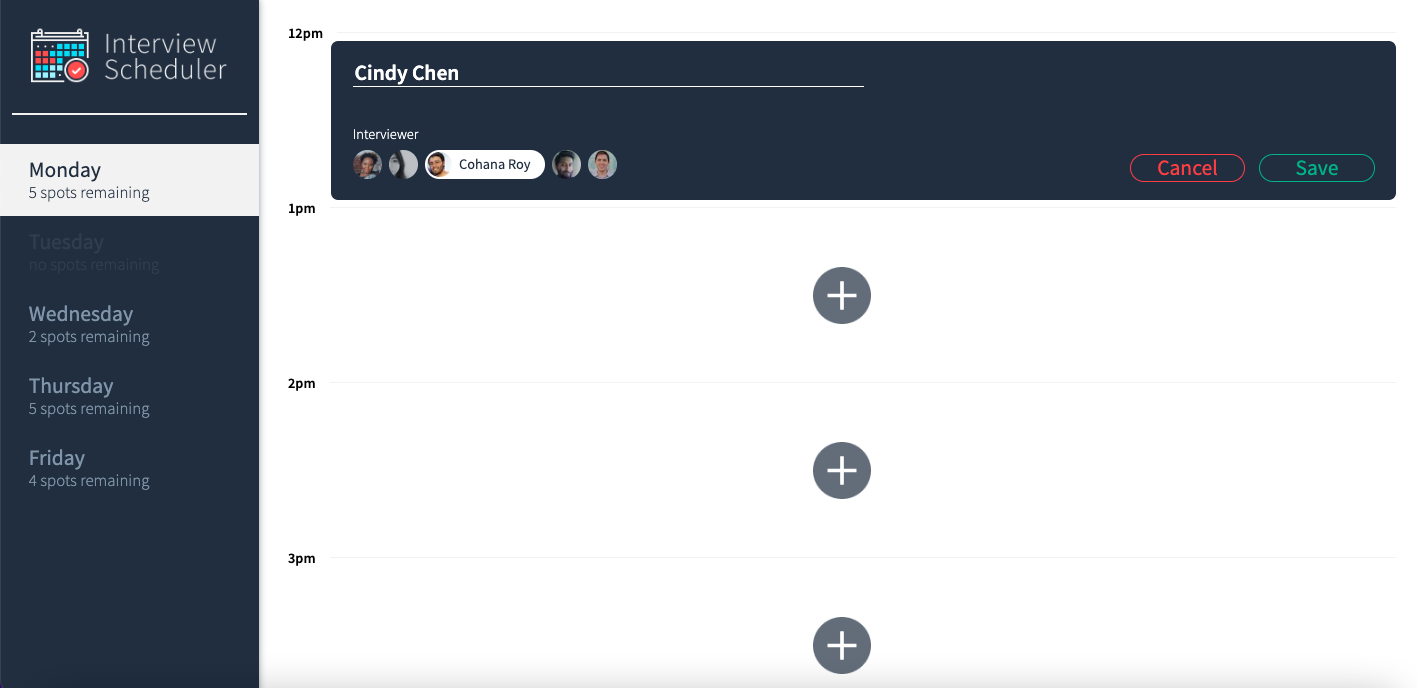 Interview
Scheduler
Monday
5 spots remaining
Tuesday
no spots remaining
Wednesday
2 spots remaining
Thursday
5 spots remaining
Friday
4 spots remaining
12pm
Cindy Chen
Interviewer
Cohana Roy
Cancel
Save
1pm
2pm
3pm